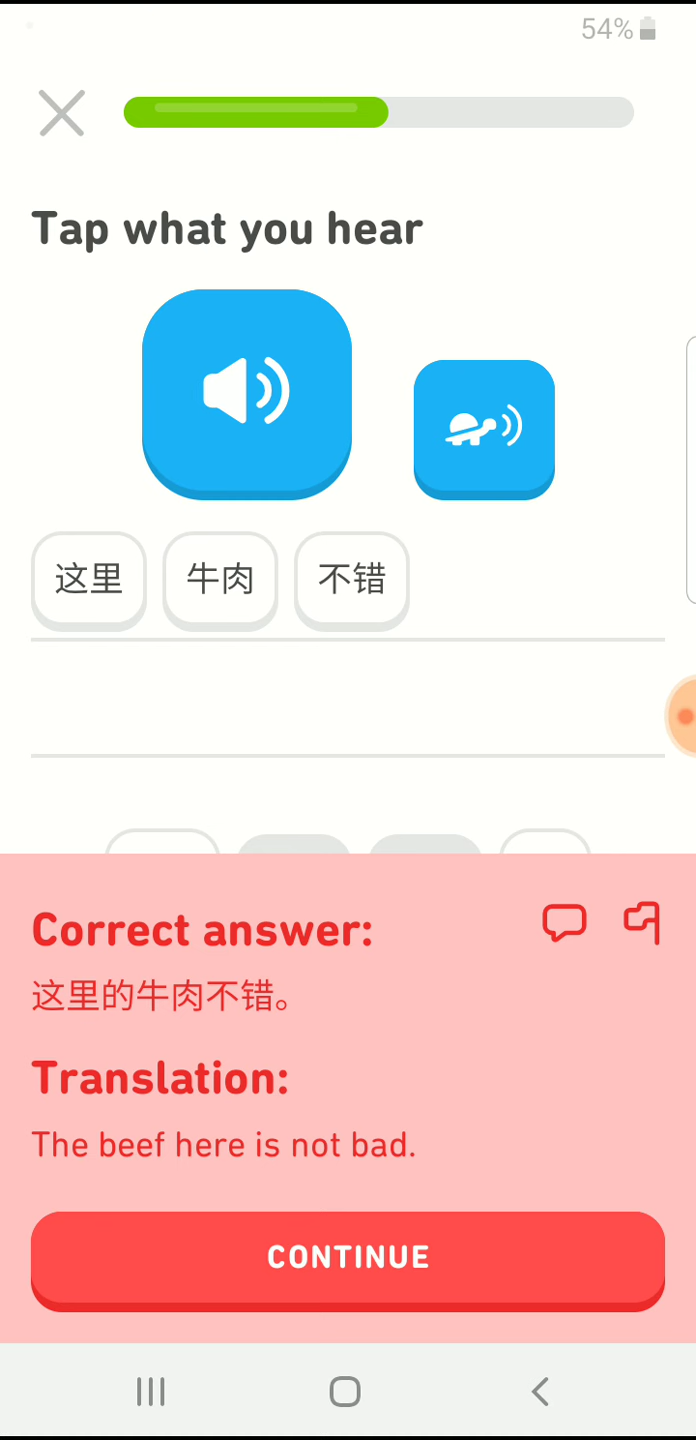 54%
Tap what you hear
这里 牛肉 不错
Correct answer:
这里的牛肉不错。
Translation:
The beef here is not bad.
CONTINUE